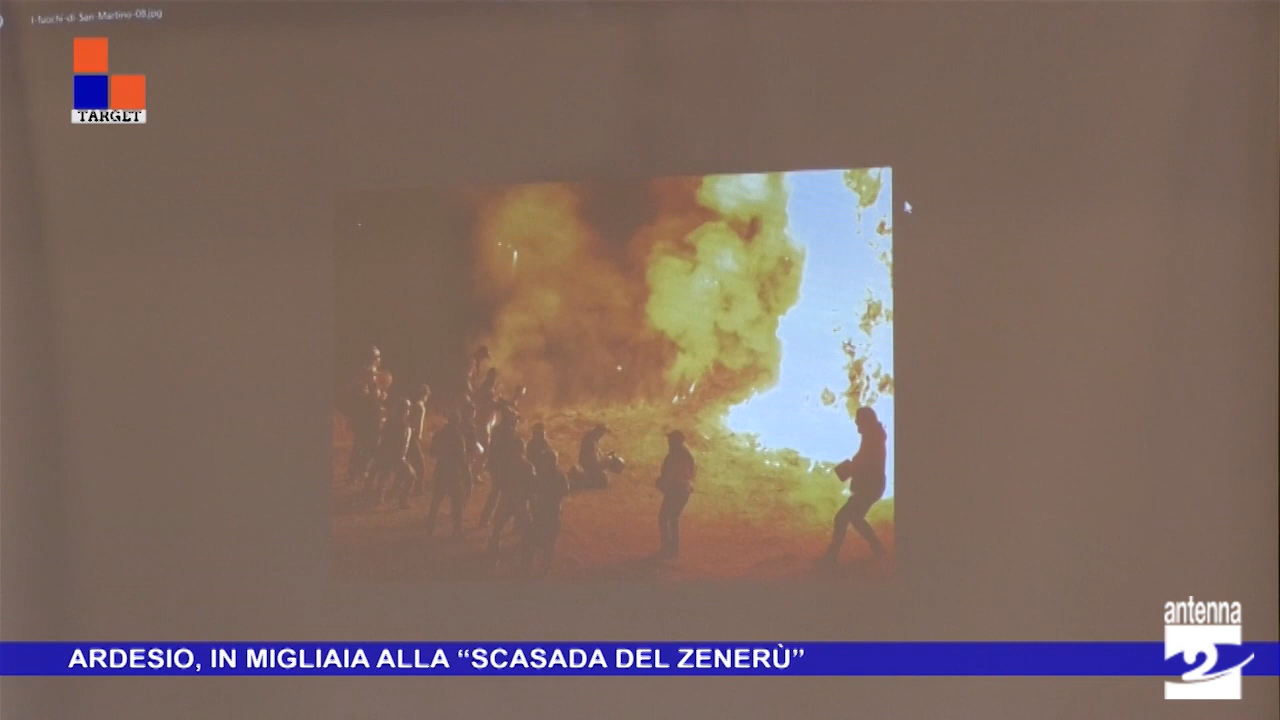 I-fuochi-di-San-Martino-08.jpg
TARGET
antenna
2
ARDESIO, IN MIGLIAIA ALLA “SCASADA DEL ZENERÙ”